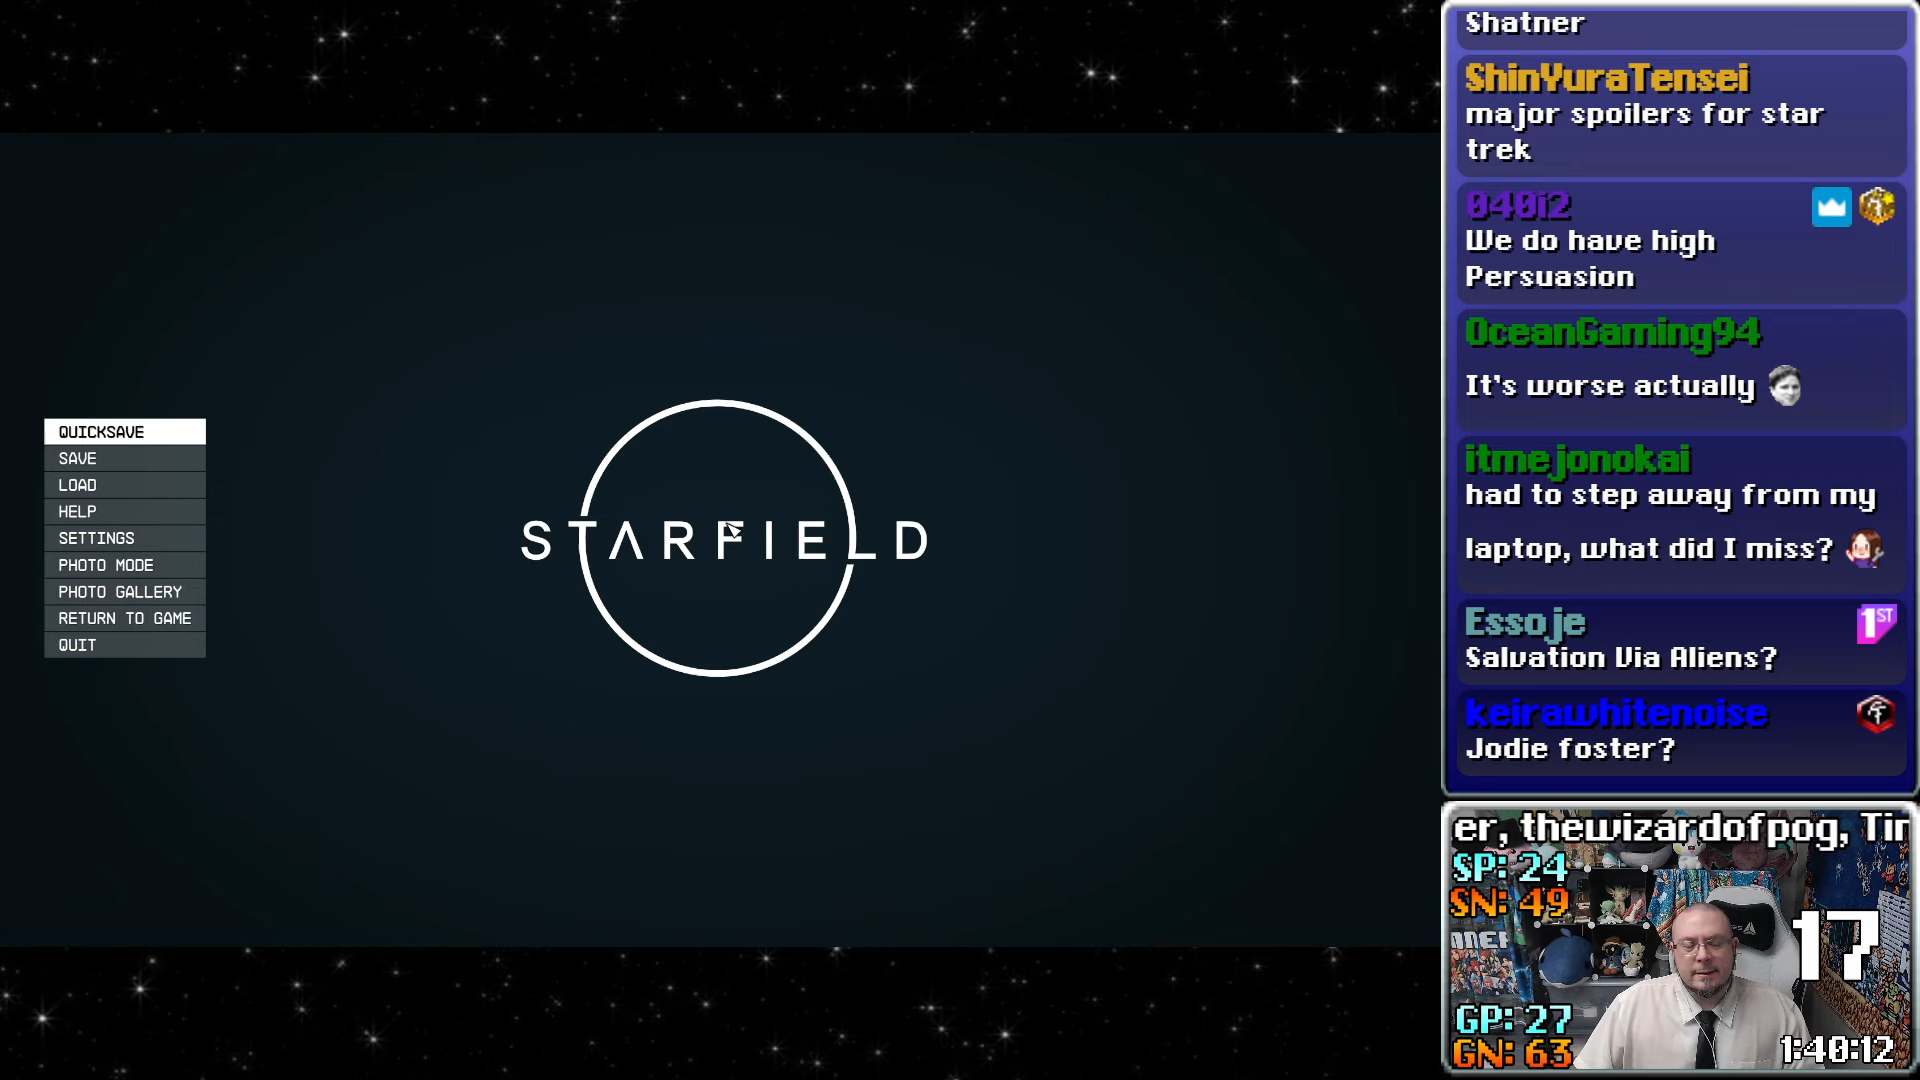 QUICKSAVE
SAVE
LOAD
HELP
SETTINGS
PHOTO MODE
PHOTO GALLERY
RETURN TO GAME
QUIT
STARFIELD
Shatner
ShinYuraTensei
major spoilers for star
trek
040i2
We do have high
Persuasion
OceanGaming94
It's worse actually
itmejonokai
had to step away from my
laptop, what did I miss?
Essoje
1ST
Salvation Via Aliens?
keirawhitenoise
Jodie foster?
er, thewizardofpog, Tir
SP: 24
SN: 49
17
GP: 27
GN: 63
1:40:12